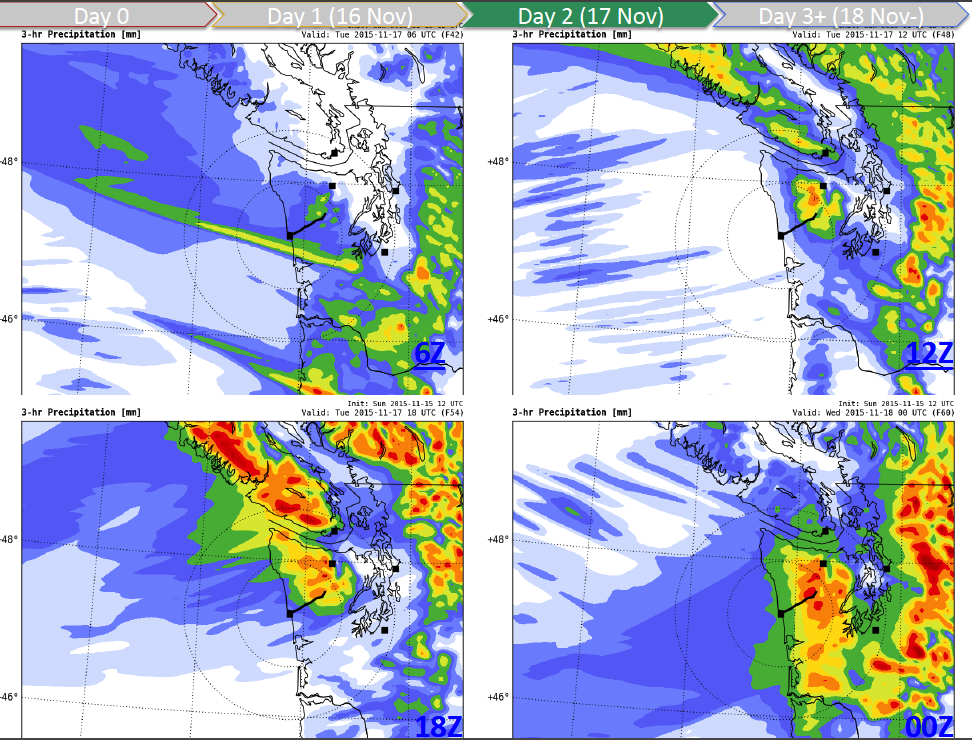 Day 0
Day 1 (16 Nov)
Day 2 (17 Nov)
Day 3+ (18 Nov-)
3-hr Precipitation [mm]
Valid: Tue 2015-11-17 06 UTC (F42)
3-hr Precipitation [mm]
Valid: Tue 2015-11-17 12 UTC (F48)
+48°
+48°
+46°
+46°
6Z
12Z
Init: Sun 2015-11-15 12 UTC
Init: Sun 2015-11-15 12 UTC
3-hr Precipitation [mm]
Valid: Tue 2015-11-17 18 UTC (F54)
3-hr Precipitation [mm]
Valid: Wed 2015-11-18 00 UTC (F60)
+48°
+48°
+46°
+46°
18Z
00Z